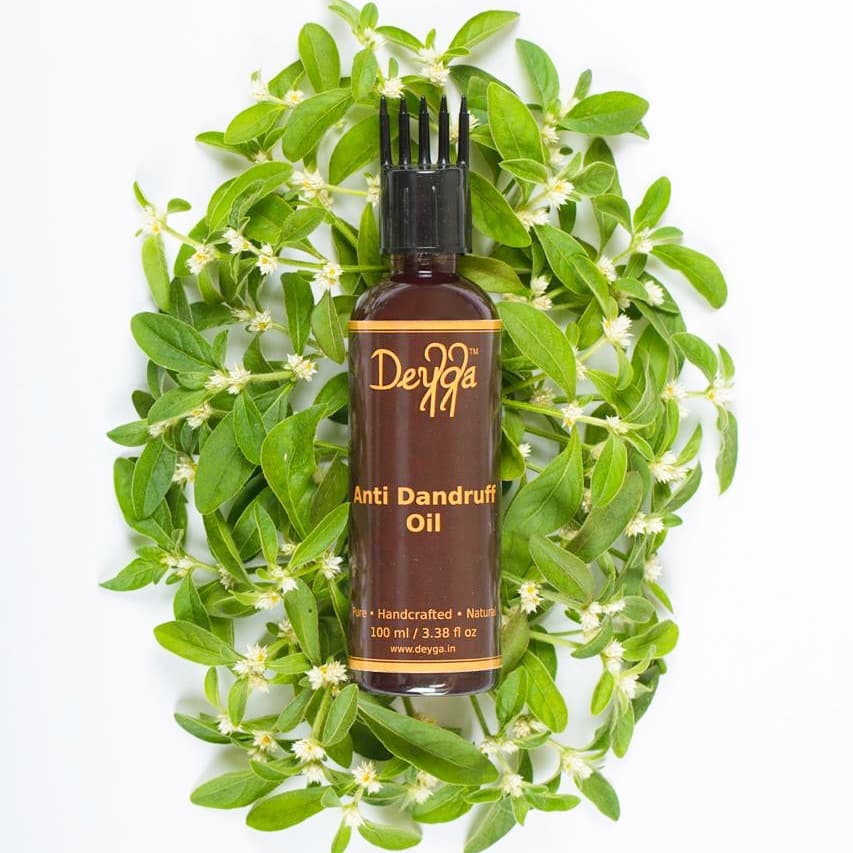 Deyga™
Anti Dandruff
Oil
Pure • Handcrafted • Natural
100 ml / 3.38 fl oz
www.deyga.in